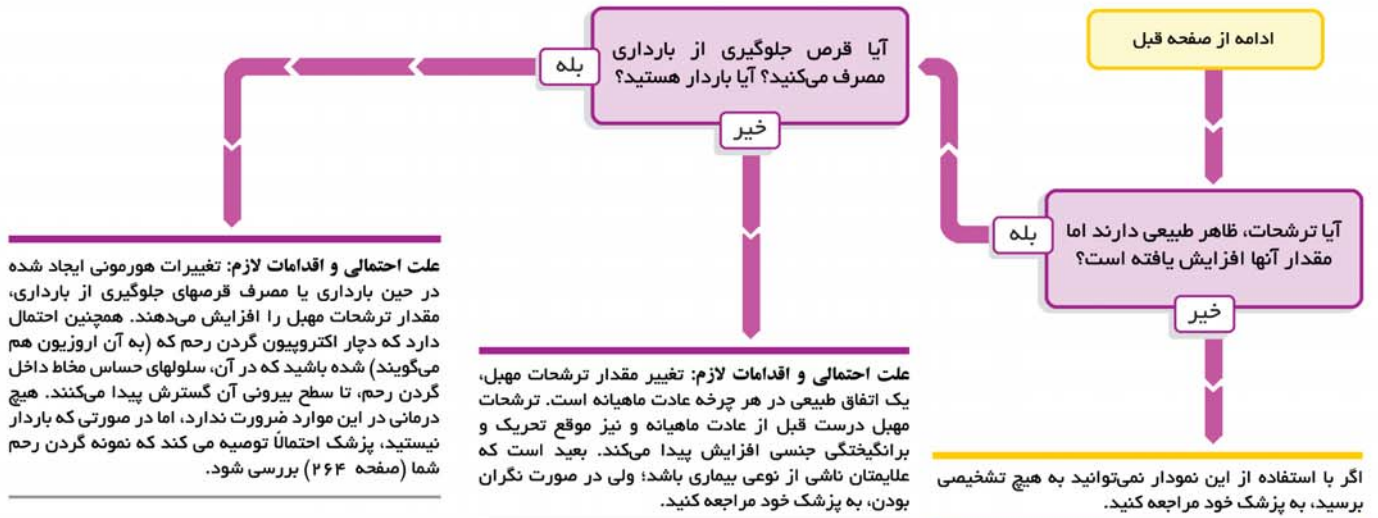 ادامه از صفحه قبل
آیا ترشحات، ظاهر طبیعی دارند اما
مقدار آنها افزایش یافته است؟
بله
خیر
اگر با استفاده از این نمودار نمی‌توانید به هیچ تشخیصی
برسید، به پزشک خود مراجعه کنید.
آیا قرص جلوگیری از بارداری
مصرف می‌کنید؟ آیا باردار هستید؟
بله
خیر
علت احتمالی و اقدامات لازم: تغییر مقدار ترشحات مهبل،
یک اتفاق طبیعی در هر چرخه عادت ماهیانه است. ترشحات
مهبل درست قبل از عادت ماهیانه و نیز موقع تحریک و
برانگیختگی جنسی افزایش پیدا می‌کند. بعید است که
علایمتان ناشی از نوعی بیماری باشد؛ ولی در صورت نگران
بودن، به پزشک خود مراجعه کنید.
علت احتمالی و اقدامات لازم: تغییرات هورمونی ایجاد شده
در حین بارداری یا مصرف قرصهای جلوگیری از بارداری،
مقدار ترشحات مهبل را افزایش می‌دهند. همچنین احتمال
دارد که دچار اکتروپیون گردن رحم که (به آن اروزیون هم
می‌گویند) شده باشید که در آن، سلولهای حساس مخاط داخل
گردن رحم، تا سطح بیرونی آن گسترش پیدا می‌کنند. هیچ
درمانی در این موارد ضرورت ندارد، اما در صورتی که باردار
نیستید، پزشک احتمالاً توصیه می کند که نمونه گردن رحم
شما (صفحه ۲۶۴) بررسی شود.